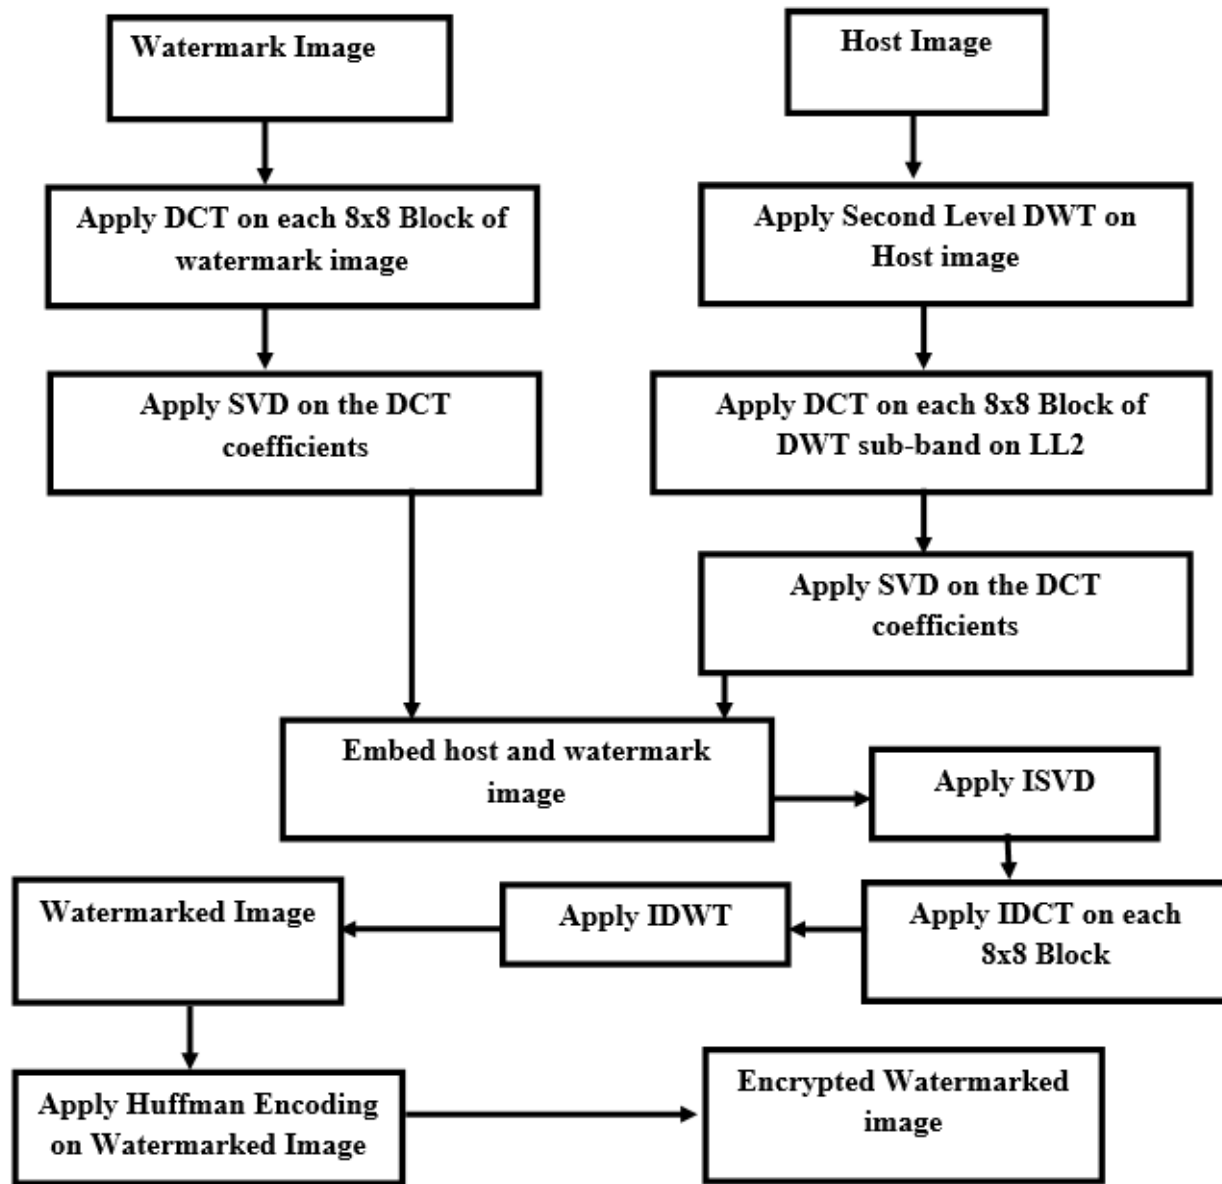 Watermark Image
Host Image
Apply DCT on each 8x8 Block of
watermark image
Apply Second Level DWT on
Host image
Apply SVD on the DCT
coefficients
Apply DCT on each 8x8 Block of
DWT sub-band on LL2
Apply SVD on the DCT
coefficients
Embed host and watermark
image
Apply ISVD
Watermarked Image
Apply IDWT
Apply IDCT on each
8x8 Block
Apply Huffman Encoding
on Watermarked Image
Encrypted Watermarked
image